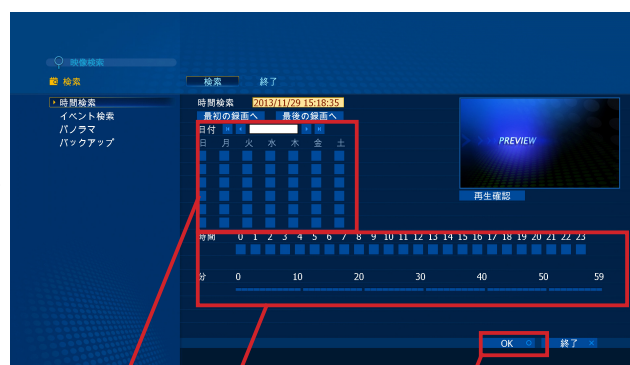 映像検索
検索
検索 終了
時間検索
イベント検索
パノラマ
バックアップ
時間検索 2013/11/29 15:18:35
最初の録画へ 最後の録画へ
日付
日 月 火 水 木 金 土
PREVIEW
再生確認
時間 0 1 2 3 4 5 6 7 8 9 10 11 12 13 14 15 16 17 18 19 20 21 22 23
分 0 10 20 30 40 50 59
OK ○ 終了 ×